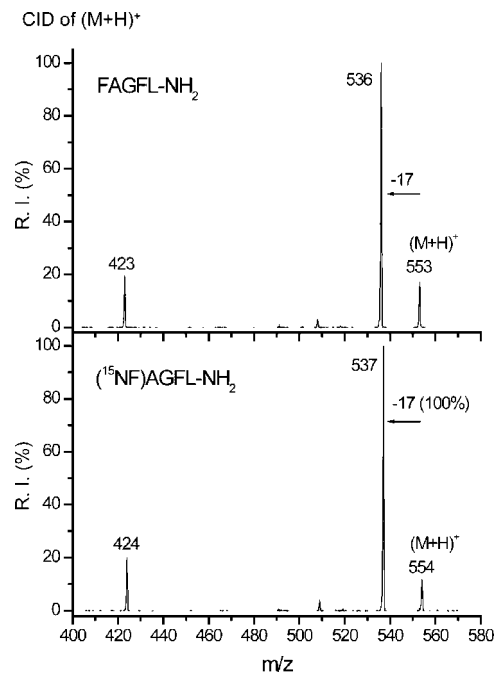 CID of (M+H)⁺
FAGFL-NH₂
R. I. (%)
100
80
60
40
20
0
423
536
-17
(M+H)⁺
553
(¹⁵NF)AGFL-NH₂
R. I. (%)
100
80
60
40
20
0
424
537
-17 (100%)
(M+H)⁺
554
400 420 440 460 480 500 520 540 560 580
m/z